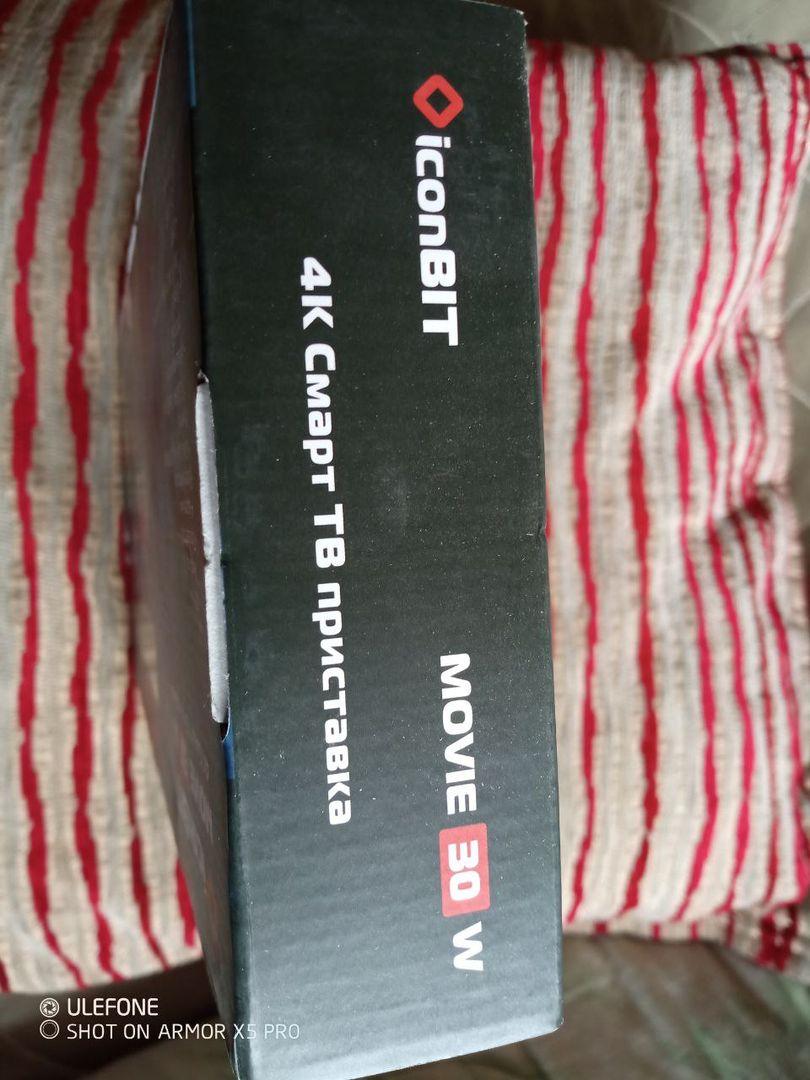 iconBIT
MOVIE 30 W
4K Смарт ТВ приставка
ULEFONE
SHOT ON ARMOR X5 PRO